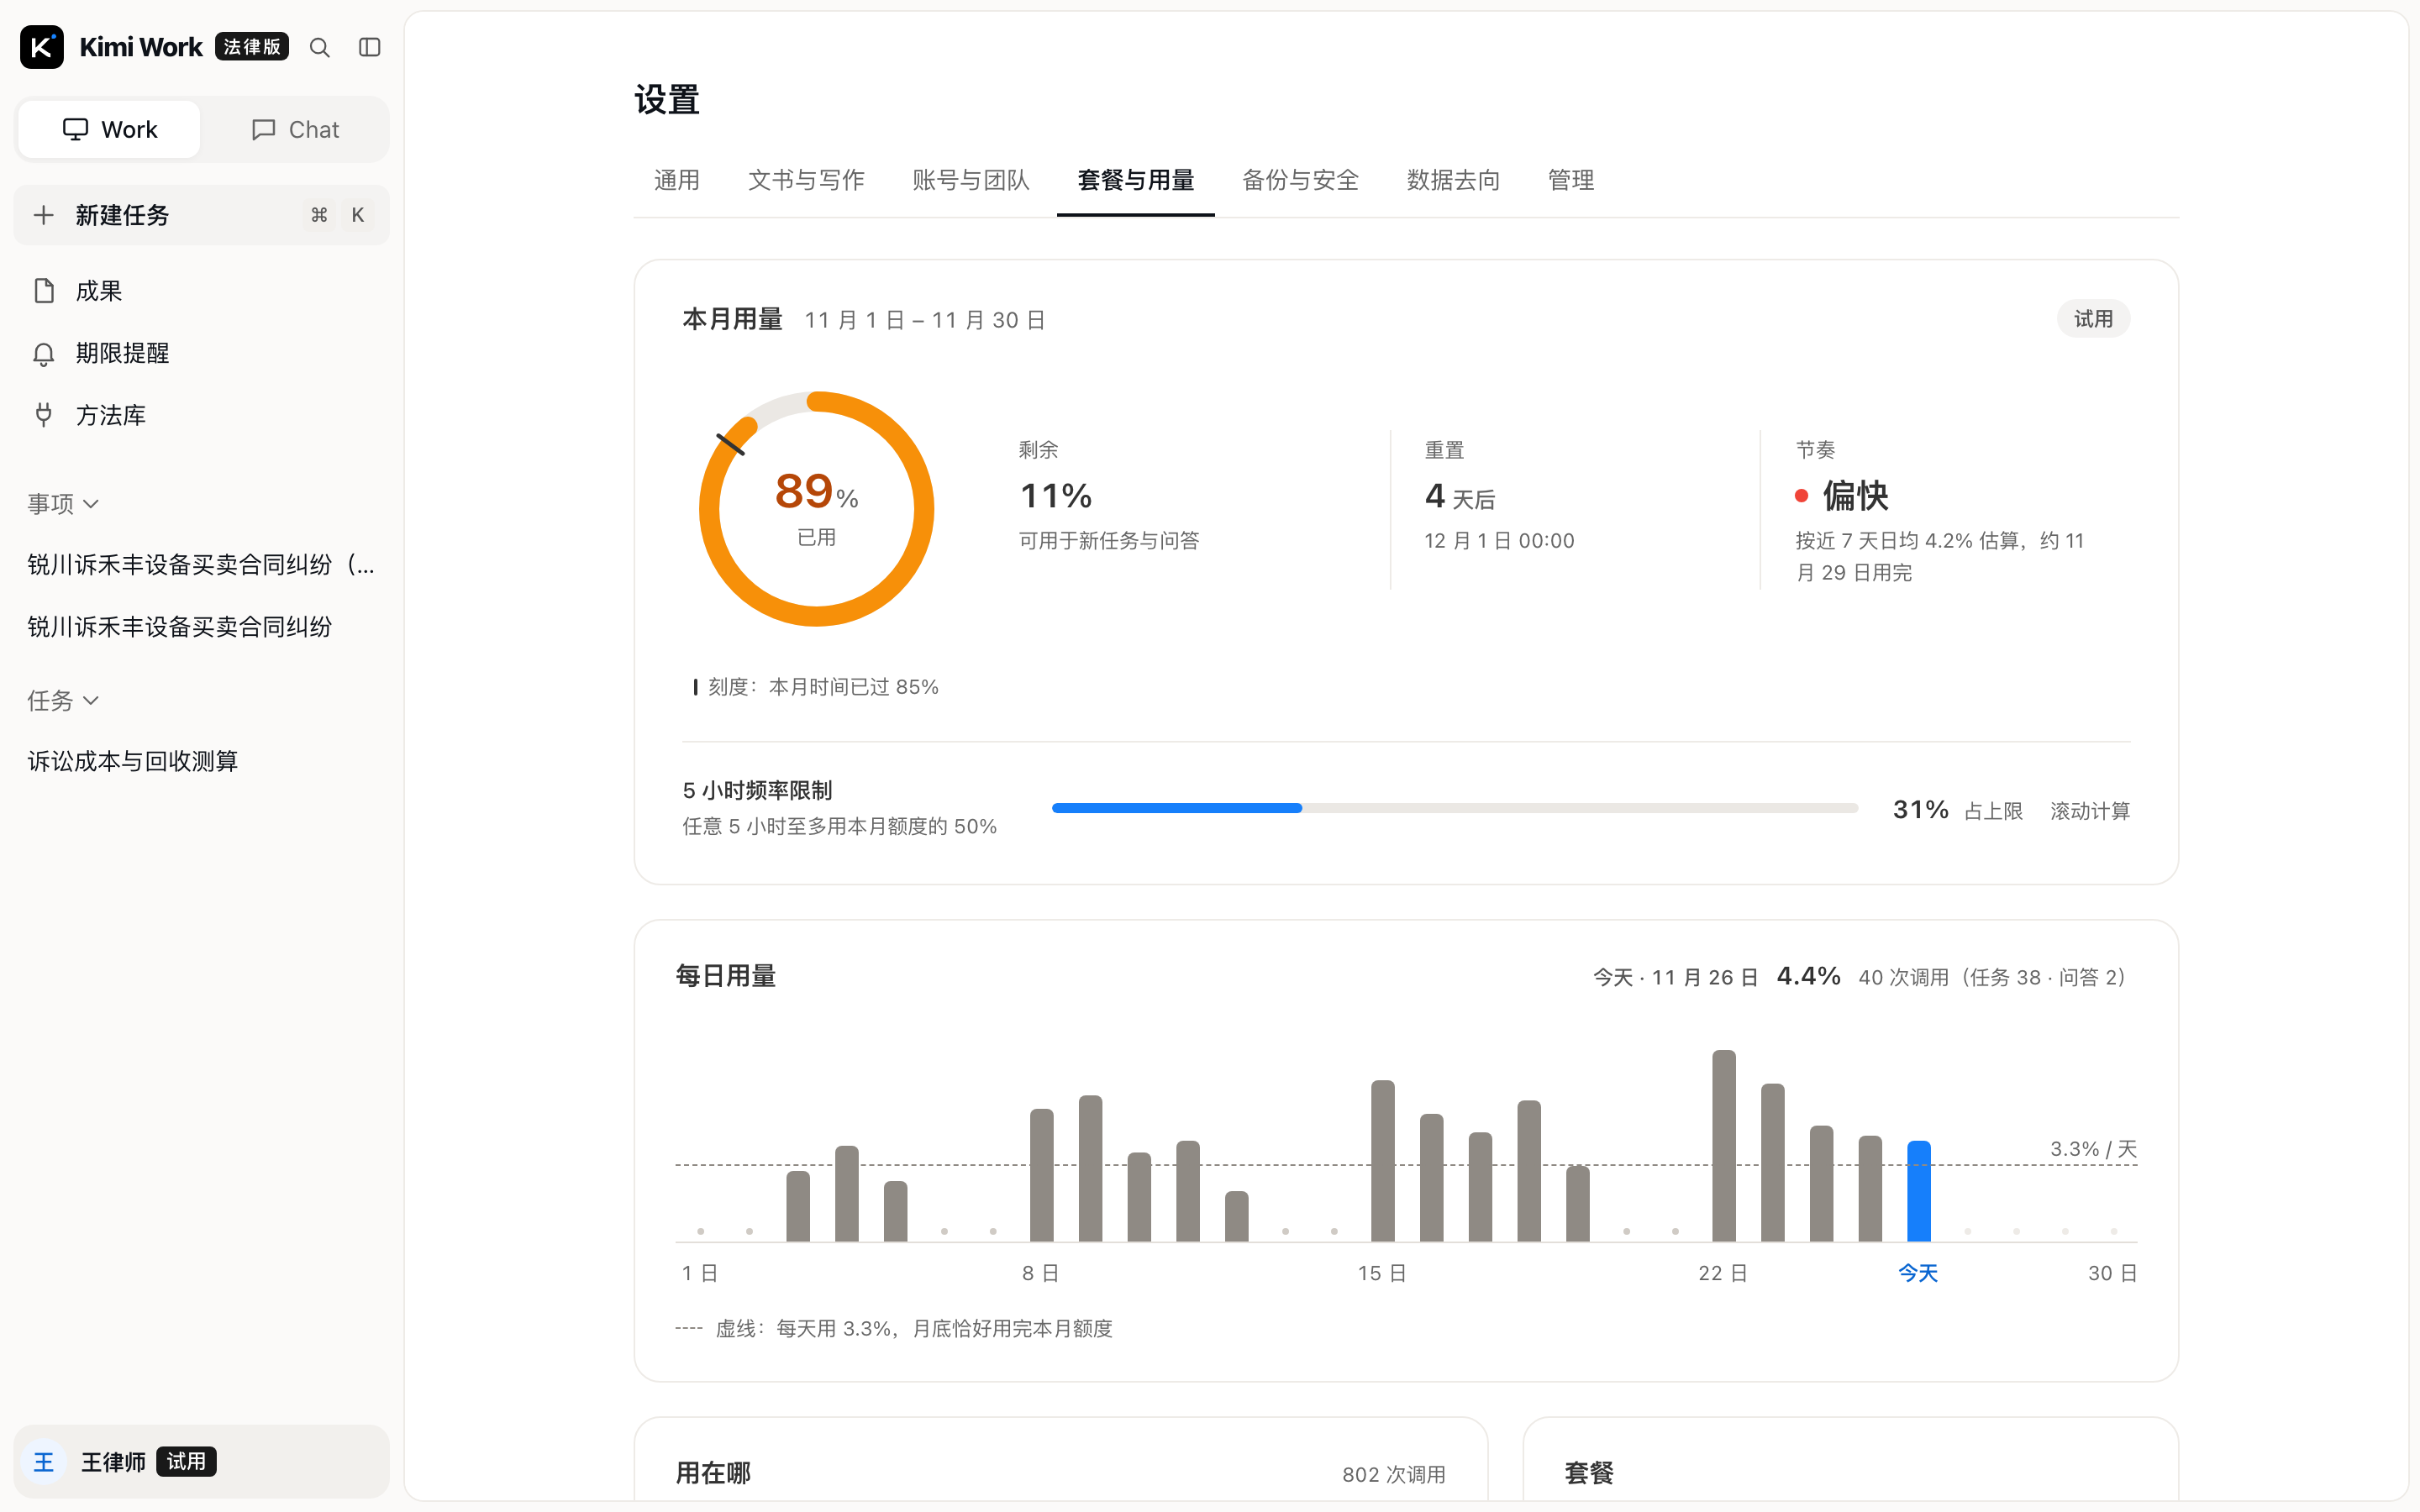 Kimi Work 法律版
Work
Chat
新建任务 ⌘ K
成果
期限提醒
方法库
事项
锐川诉禾丰设备买卖合同纠纷（...
锐川诉禾丰设备买卖合同纠纷
任务
诉讼成本与回收测算
王 王律师 试用
设置
通用 文书与写作 账号与团队 套餐与用量 备份与安全 数据去向 管理
本月用量 11 月 1 日 – 11 月 30 日 试用
89%
已用
剩余
11%
可用于新任务与问答
重置
4 天后
12 月 1 日 00:00
节奏
偏快
按近 7 天日均 4.2% 估算，约 11
月 29 日用完
刻度：本月时间已过 85%
5 小时频率限制
任意 5 小时至多用本月额度的 50%
31% 占上限 滚动计算
每日用量 今天 · 11 月 26 日 4.4% 40 次调用（任务 38 · 问答 2）
3.3% / 天
1 日 8 日 15 日 22 日 今天 30 日
虚线：每天用 3.3%，月底恰好用完本月额度
用在哪 802 次调用
套餐